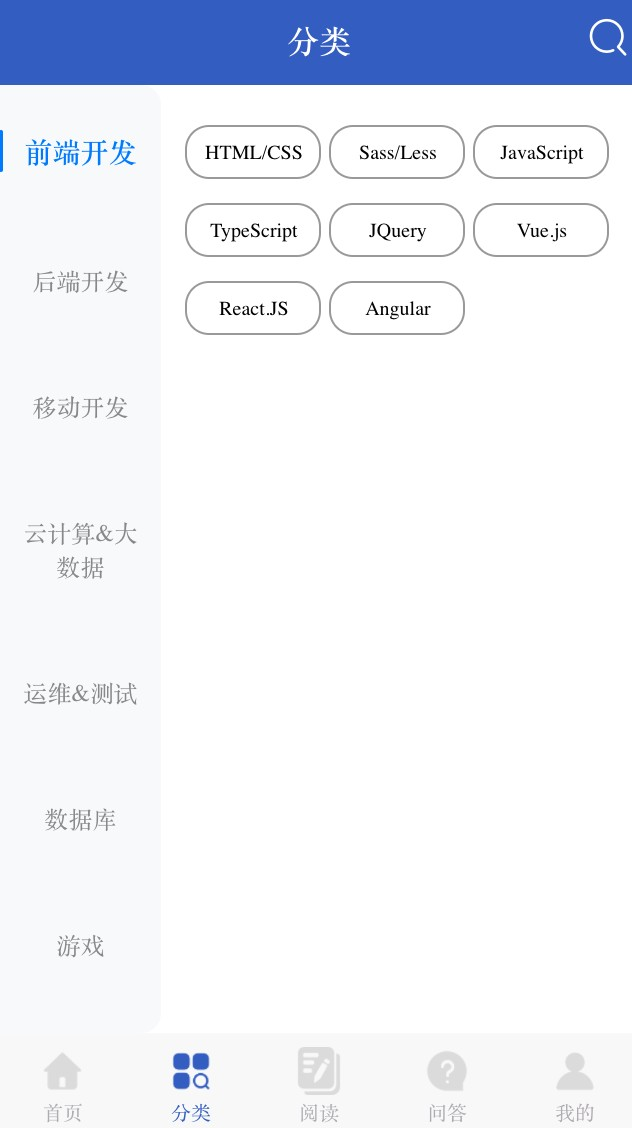 分类
前端开发
后端开发
移动开发
云计算&大
数据
运维&测试
数据库
游戏
HTML/CSS Sass/Less JavaScript
TypeScript JQuery Vue.js
React.JS Angular
首页 分类 阅读 问答 我的